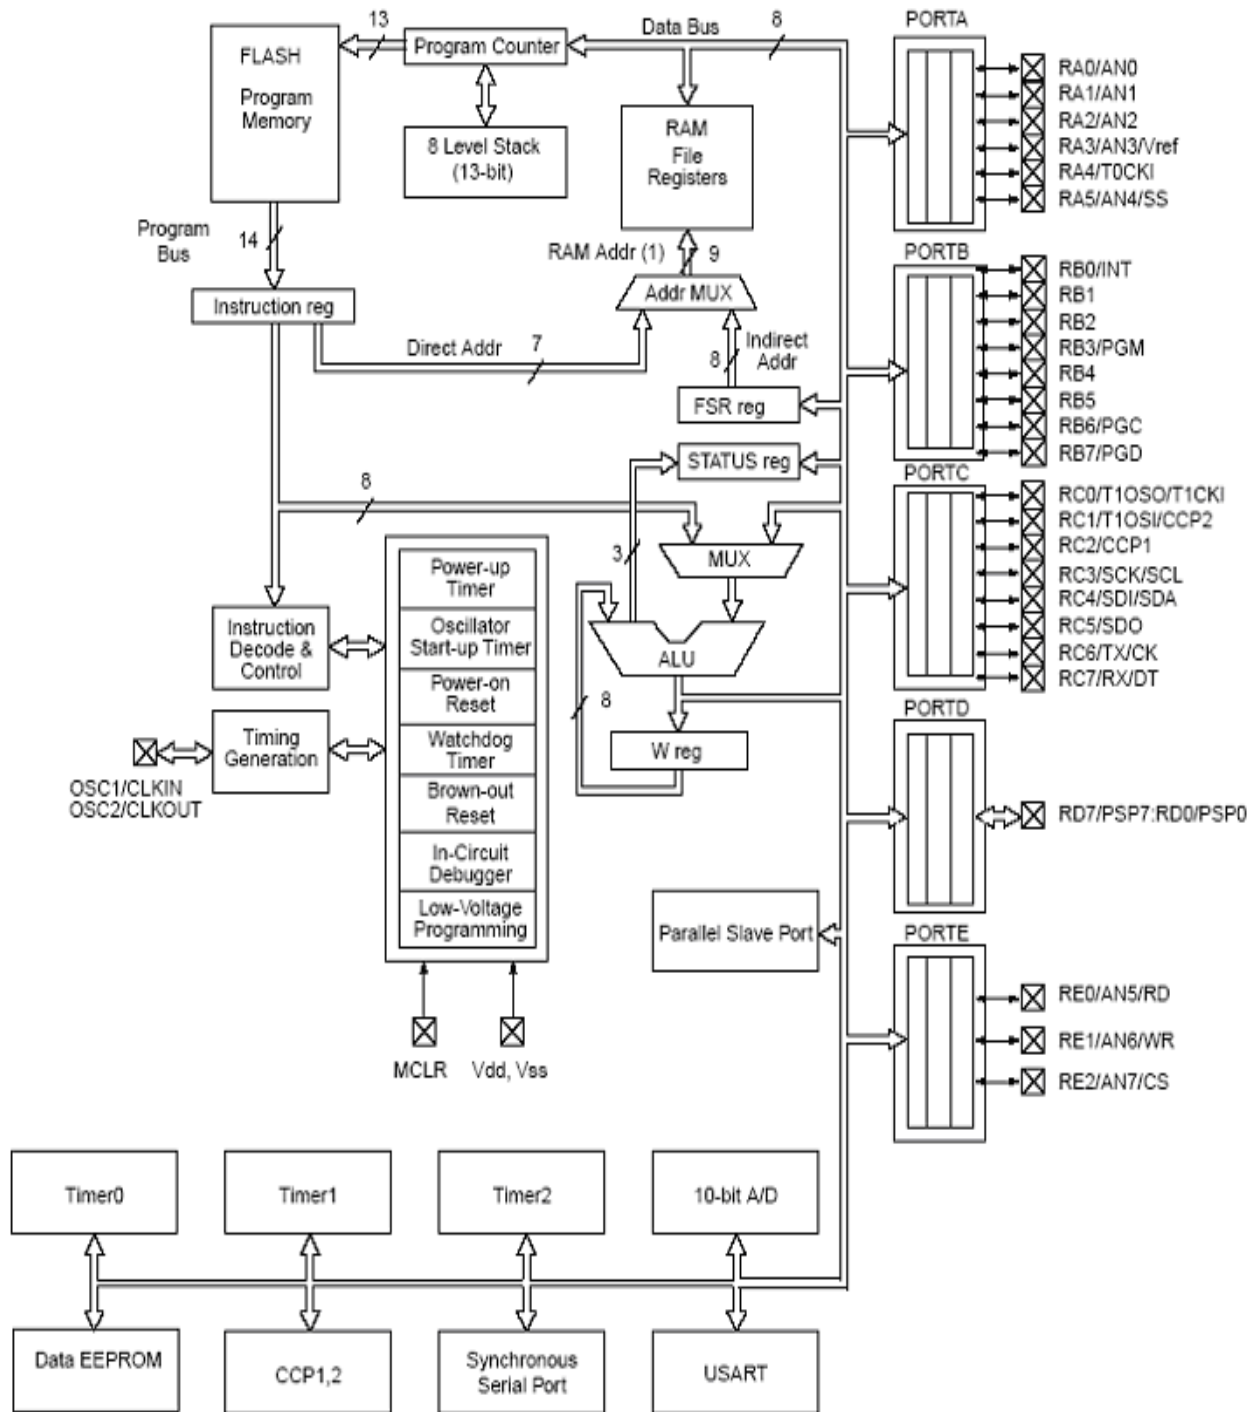 13
Data Bus
8
PORTA
FLASH
Program
Memory
Program Counter
8 Level Stack
(13-bit)
RAM
File
Registers
RA0/AN0
RA1/AN1
RA2/AN2
RA3/AN3/Vref
RA4/T0CKI
RA5/AN4/SS
Program
Bus
14
RAM Addr (1)
9
PORTB
Instruction reg
Addr MUX
Direct Addr
7
8
Indirect
Addr
FSR reg
STATUS reg
RB0/INT
RB1
RB2
RB3/PGM
RB4
RB5
RB6/PGC
RB7/PGD
PORTC
8
3
MUX
RC0/T1OSO/T1CKI
RC1/T1OSI/CCP2
RC2/CCP1
RC3/SCK/SCL
RC4/SDI/SDA
RC5/SDO
RC6/TX/CK
RC7/RX/DT
Power-up
Timer
Oscillator
Start-up Timer
Power-on
Reset
Watchdog
Timer
Brown-out
Reset
In-Circuit
Debugger
Low-Voltage
Programming
Instruction
Decode &
Control
ALU
8
W reg
Timing
Generation
OSC1/CLKIN
OSC2/CLKOUT
PORTD
RD7/PSP7:RD0/PSP0
Parallel Slave Port
PORTE
RE0/AN5/RD
RE1/AN6/WR
RE2/AN7/CS
MCLR
Vdd, Vss
Timer0
Timer1
Timer2
10-bit A/D
Data EEPROM
CCP1,2
Synchronous
Serial Port
USART